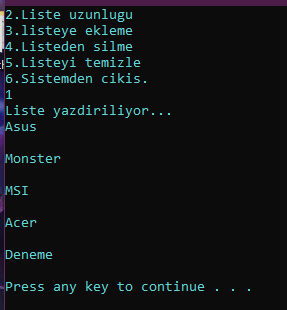 2.Liste uzunlugu
3.listeye ekleme
4.Listeden silme
5.Listeyi temizle
6.Sistemden cikis.
1
Liste yazdiriliyor...
Asus
Monster
MSI
Acer
Deneme
Press any key to continue . . .